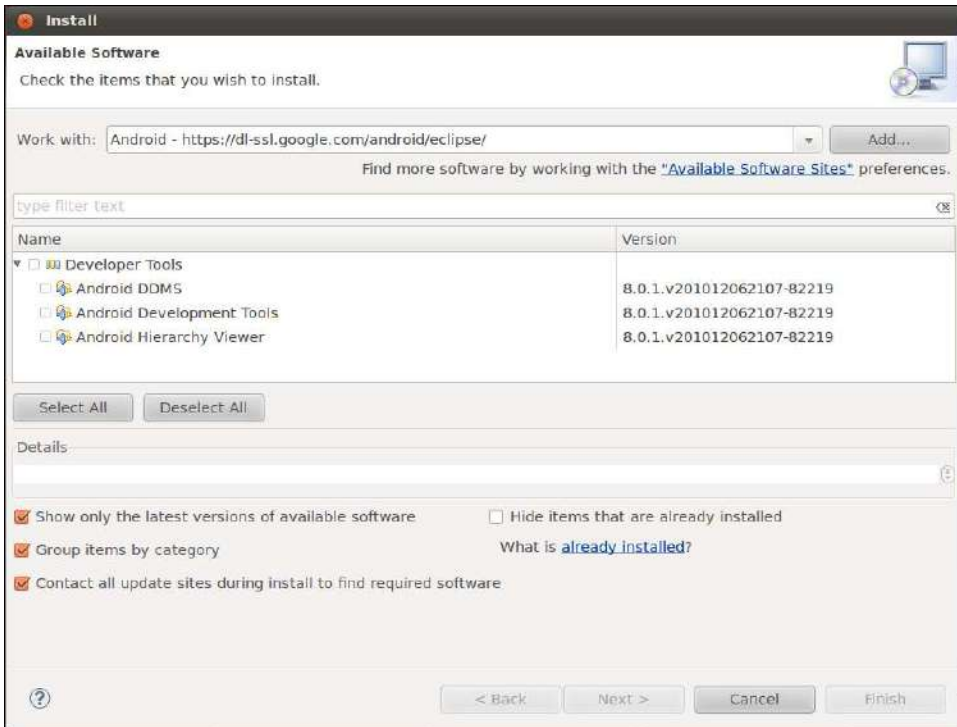 Install
Available Software
Check the items that you wish to install.
Work with: Android - https://dl-ssl.google.com/android/eclipse/ Add...
Find more software by working with the "Available Software Sites" preferences.
type filter text
Name Version
Developer Tools
Android DDMS 8.0.1.v201012062107-82219
Android Development Tools 8.0.1.v201012062107-82219
Android Hierarchy Viewer 8.0.1.v201012062107-82219
Select All Deselect All
Details
Show only the latest versions of available software Hide items that are already installed
Group items by category What is already installed?
Contact all update sites during install to find required software
? < Back Next > Cancel Finish